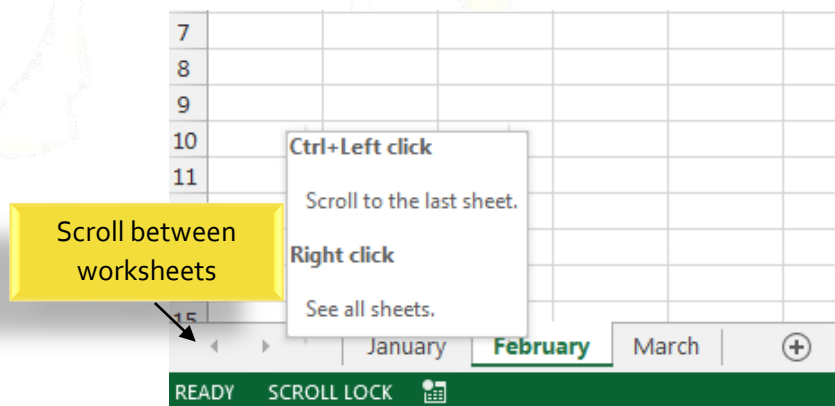 7
8
9
10
Ctrl+Left click
11
Scroll to the last sheet.
Scroll between
worksheets
Right click
See all sheets.
15
January February March
READY SCROLL LOCK